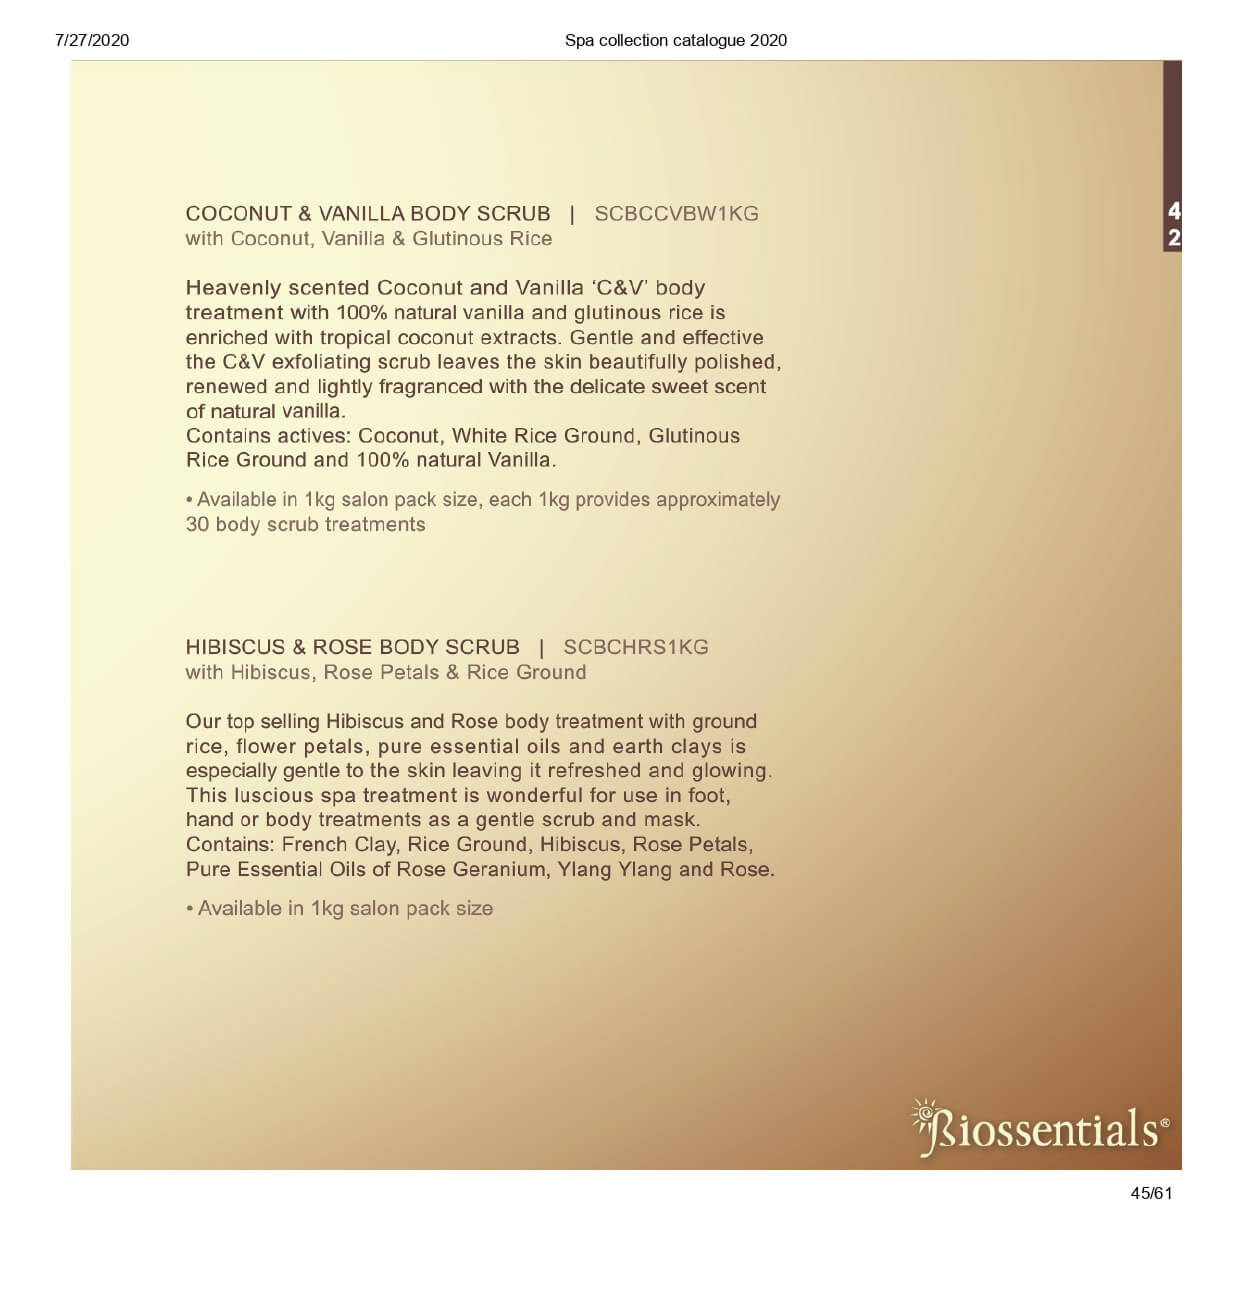 7/27/2020
Spa collection catalogue 2020
4
2
COCONUT & VANILLA BODY SCRUB | SCBCCVBW1KG
with Coconut, Vanilla & Glutinous Rice
Heavenly scented Coconut and Vanilla ‘C&V’ body
treatment with 100% natural vanilla and glutinous rice is
enriched with tropical coconut extracts. Gentle and effective
the C&V exfoliating scrub leaves the skin beautifully polished,
renewed and lightly fragranced with the delicate sweet scent
of natural vanilla.
Contains actives: Coconut, White Rice Ground, Glutinous
Rice Ground and 100% natural Vanilla.
• Available in 1kg salon pack size, each 1kg provides approximately
30 body scrub treatments
HIBISCUS & ROSE BODY SCRUB | SCBCHRS1KG
with Hibiscus, Rose Petals & Rice Ground
Our top selling Hibiscus and Rose body treatment with ground
rice, flower petals, pure essential oils and earth clays is
especially gentle to the skin leaving it refreshed and glowing.
This luscious spa treatment is wonderful for use in foot,
hand or body treatments as a gentle scrub and mask.
Contains: French Clay, Rice Ground, Hibiscus, Rose Petals,
Pure Essential Oils of Rose Geranium, Ylang Ylang and Rose.
• Available in 1kg salon pack size
Biossentials®
45/61